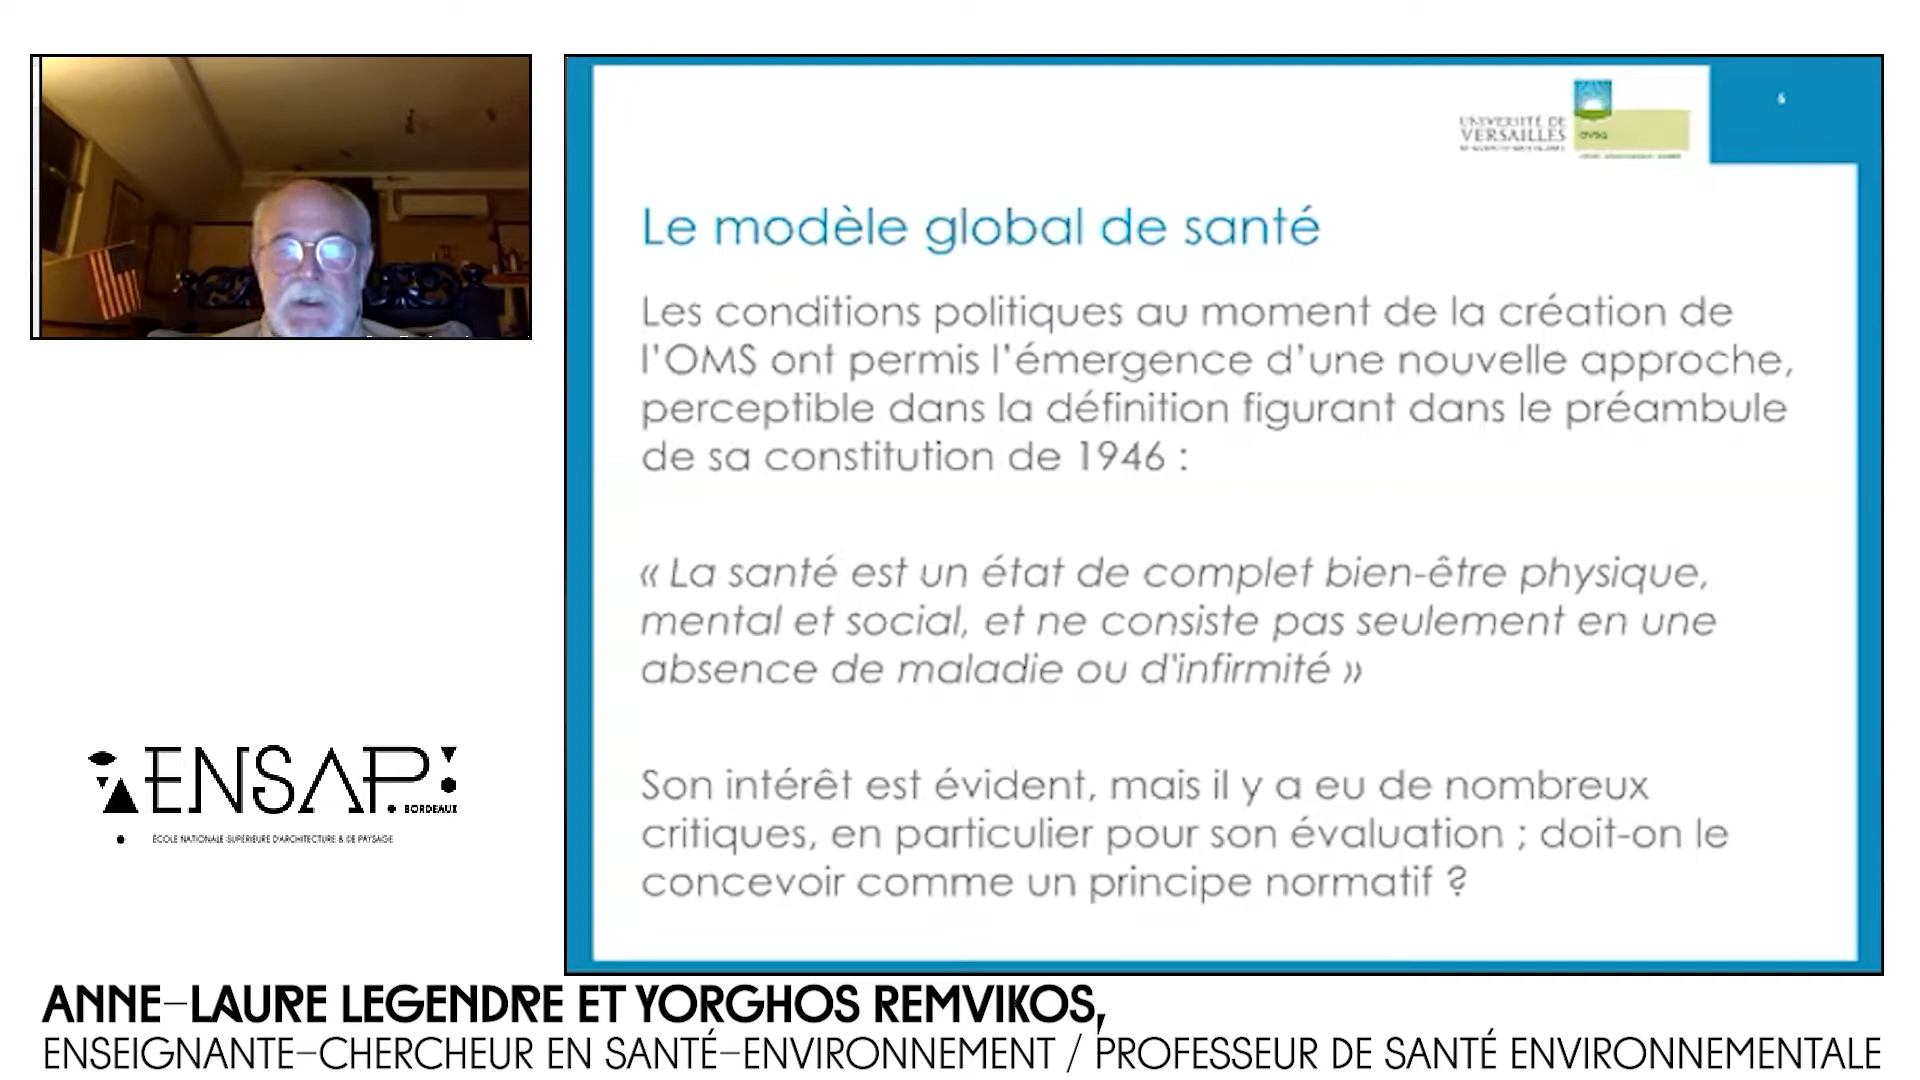 6
UNIVERSITÉ DE
VERSAILLES
Le modèle global de santé
Les conditions politiques au moment de la création de
l'OMS ont permis l'émergence d'une nouvelle approche,
perceptible dans la définition figurant dans le préambule
de sa constitution de 1946 :
« La santé est un état de complet bien-être physique,
mental et social, et ne consiste pas seulement en une
absence de maladie ou d'infirmité »
Son intérêt est évident, mais il y a eu de nombreux
critiques, en particulier pour son évaluation ; doit-on le
concevoir comme un principe normatif ?
ENSAP
BORDEAUX
ÉCOLE NATIONALE SUPÉRIEURE D'ARCHITECTURE & DE PAYSAGE
ANNE-LAURE LEGENDRE ET YORGHOS REMVIKOS,
ENSEIGNANTE-CHERCHEUR EN SANTÉ-ENVIRONNEMENT / PROFESSEUR DE SANTÉ ENVIRONNEMENTALE